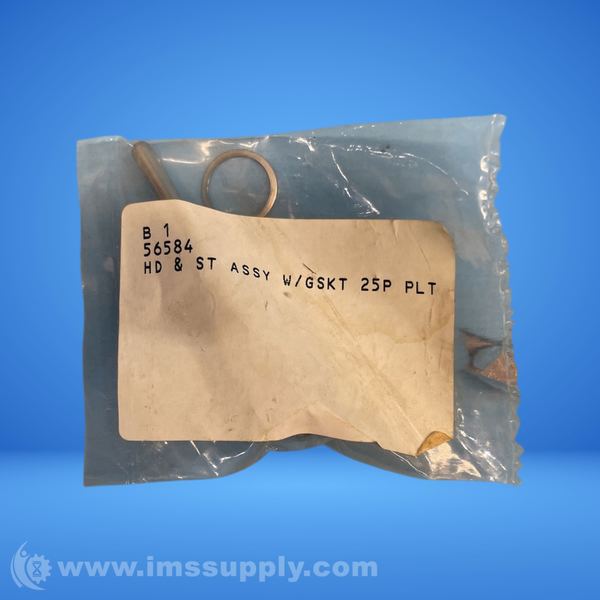 B 1
56584
HD & ST ASSY W/GSKT 25P PLT
www.imssupply.com